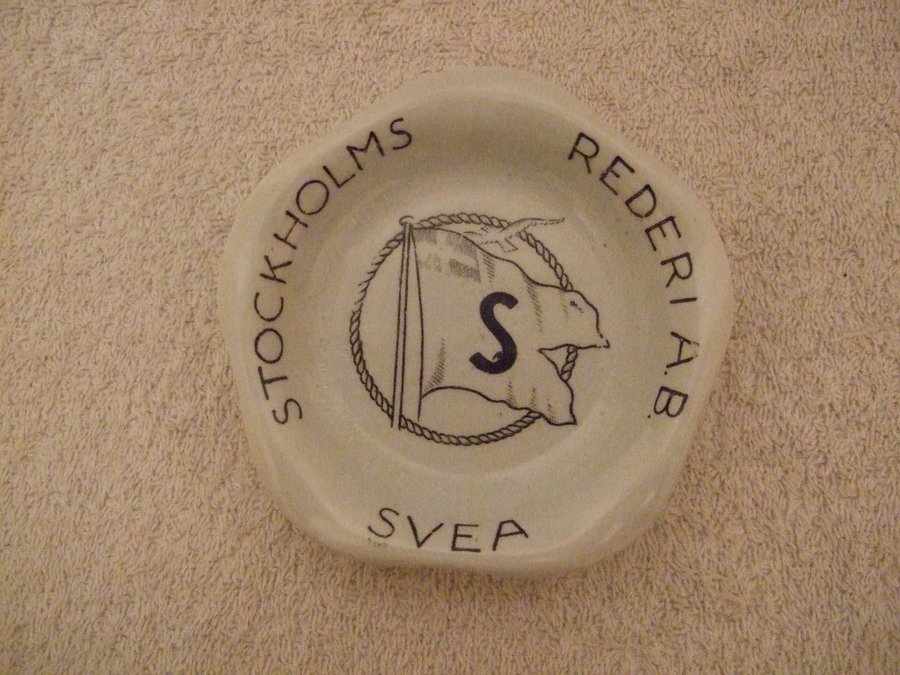 STOCKHOLMS
REDERI A.B.
SVEA
S